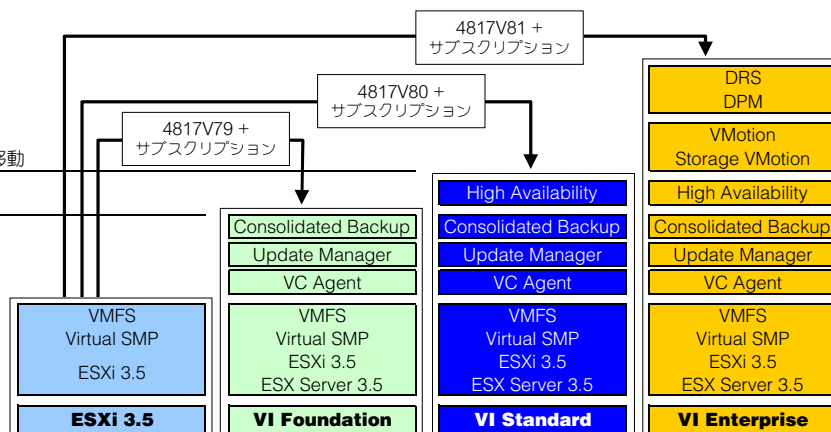 4817V81 +
サブスクリプション
4817V80 +
サブスクリプション
4817V79 +
サブスクリプション
移動
DRS
DPM
VMotion
Storage VMotion
High Availability
High Availability
Consolidated Backup
Consolidated Backup
Consolidated Backup
Update Manager
Update Manager
Update Manager
VC Agent
VC Agent
VC Agent
VMFS
Virtual SMP
ESXi 3.5
VMFS
Virtual SMP
ESXi 3.5
ESX Server 3.5
VMFS
Virtual SMP
ESXi 3.5
ESX Server 3.5
VMFS
Virtual SMP
ESXi 3.5
ESX Server 3.5
ESXi 3.5
VI Foundation
VI Standard
VI Enterprise